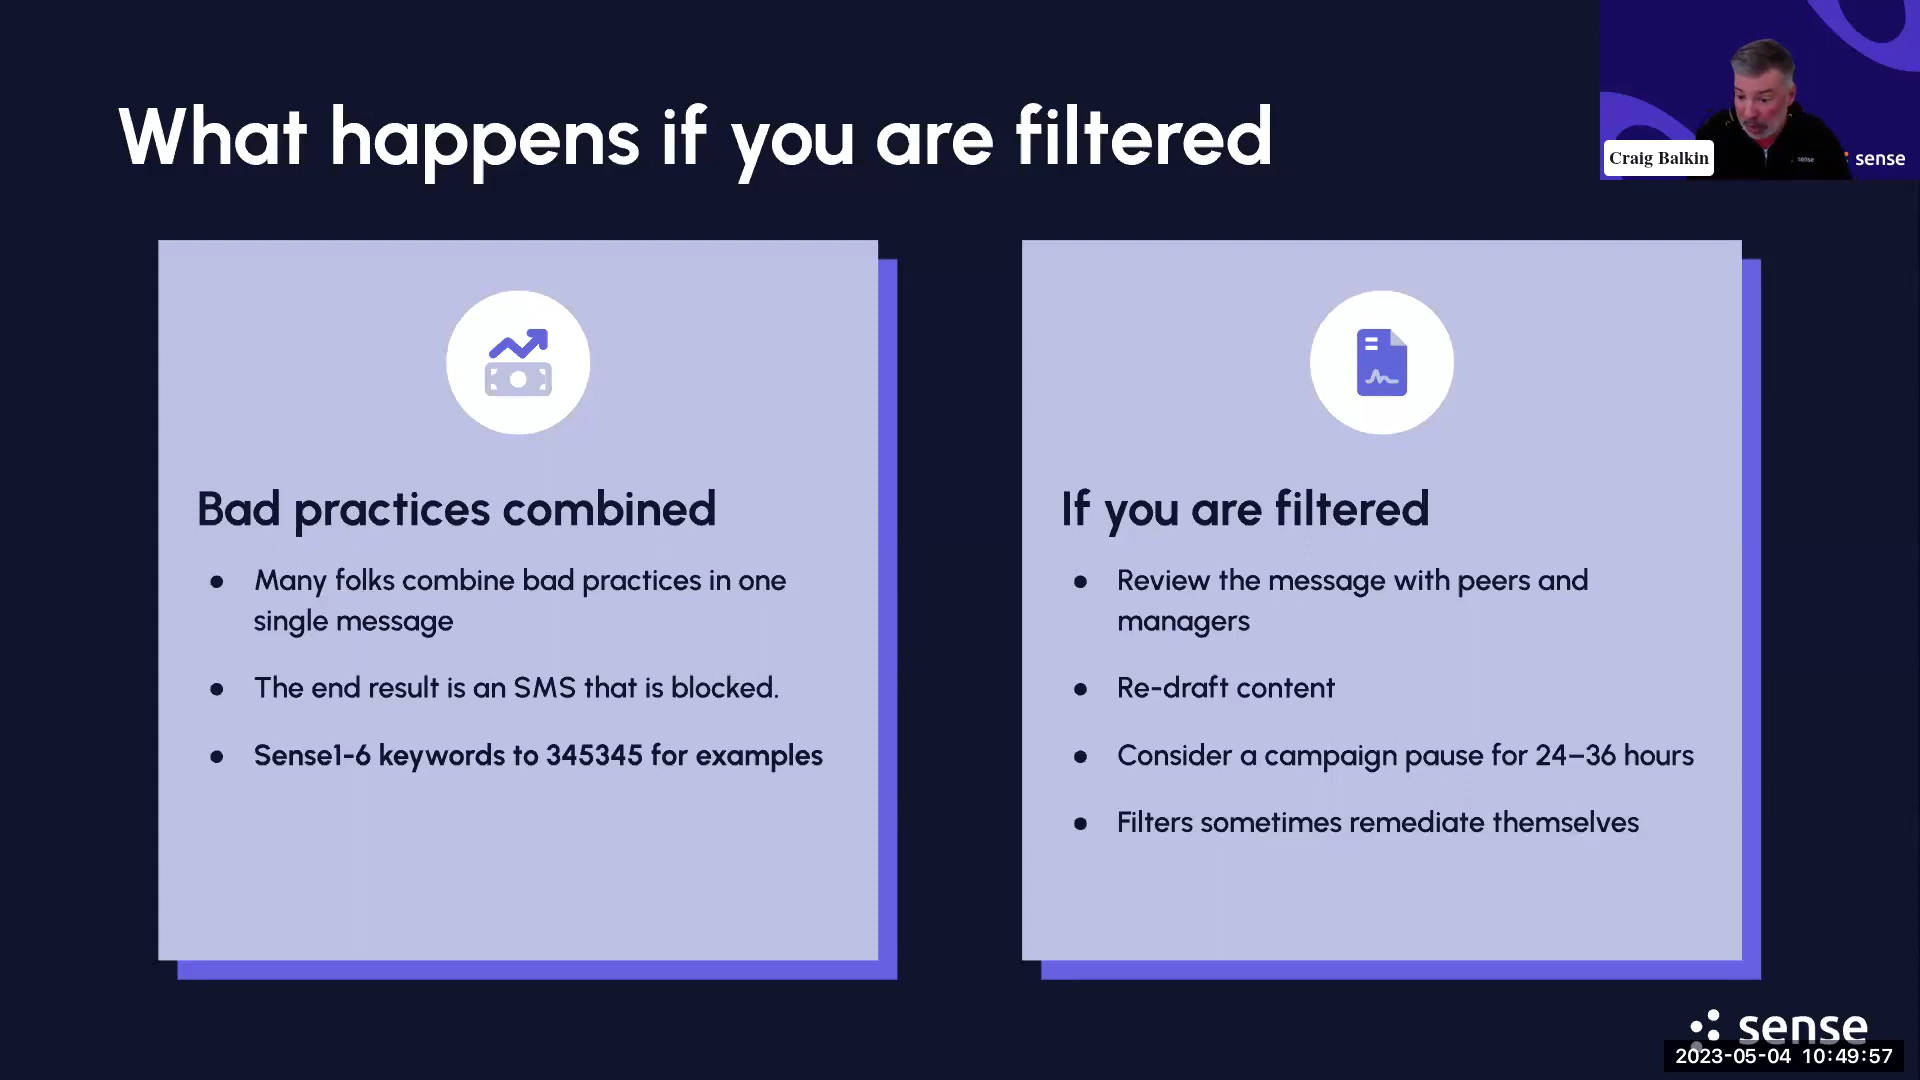 What happens if you are filtered
Craig Balkin
sense
Bad practices combined
● Many folks combine bad practices in one
single message
● The end result is an SMS that is blocked.
● Sense1-6 keywords to 345345 for examples
If you are filtered
● Review the message with peers and
managers
● Re-draft content
● Consider a campaign pause for 24–36 hours
● Filters sometimes remediate themselves
sense
2023-05-04 10:49:57